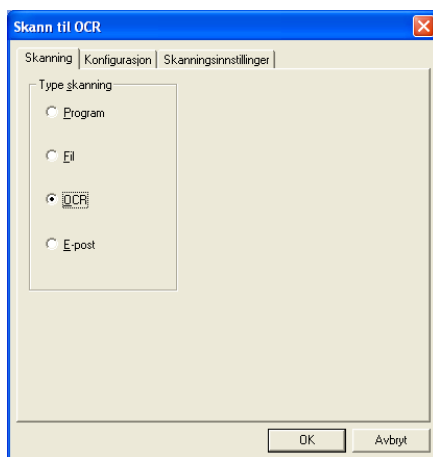 Skann til OCR
Skanning Konfigurasjon Skanningsinnstillinger
Type skanning
Program
Fil
OCR
E-post
OK Avbryt